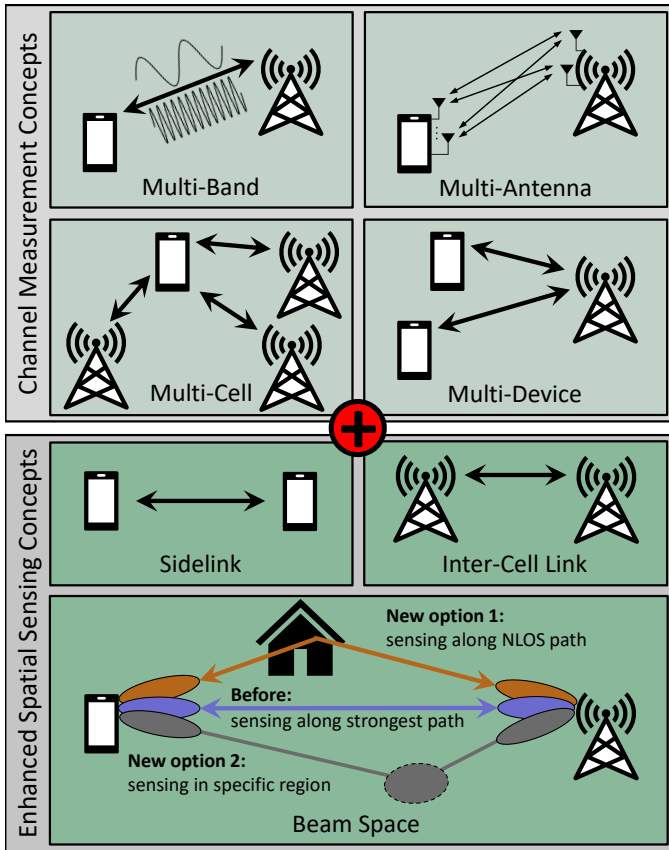 Channel Measurement Concepts
Multi-Band
Multi-Antenna
Multi-Cell
Multi-Device
Enhanced Spatial Sensing Concepts
Sidelink
Inter-Cell Link
New option 1:
sensing along NLOS path
Before:
sensing along strongest path
New option 2:
sensing in specific region
Beam Space